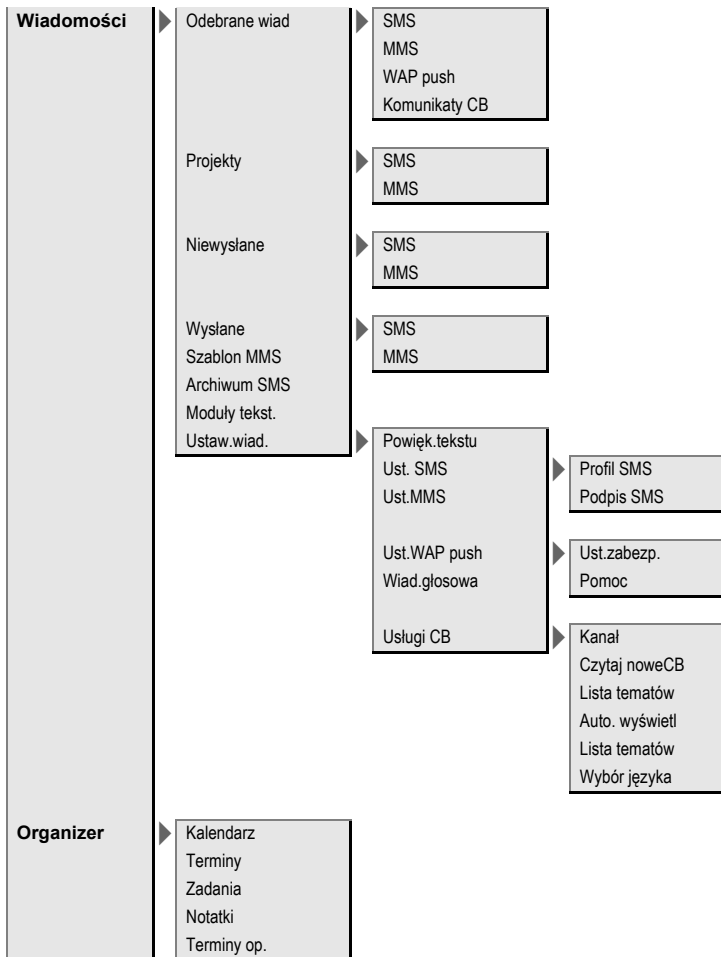 Wiadomości
Odebrane wiad
SMS
MMS
WAP push
Komunikaty CB
Projekty
SMS
MMS
Niewysłane
SMS
MMS
Wysłane
SMS
MMS
Szablon MMS
Archiwum SMS
Moduły tekst.
Ustaw.wiad.
Powięk.tekstu
Ust. SMS
Profil SMS
Podpis SMS
Ust.MMS
Ust.WAP push
Ust.zabezp.
Pomoc
Wiad.głosowa
Usługi CB
Kanał
Czytaj noweCB
Lista tematów
Auto. wyświetl
Lista tematów
Wybór języka
Organizer
Kalendarz
Terminy
Zadania
Notatki
Terminy op.